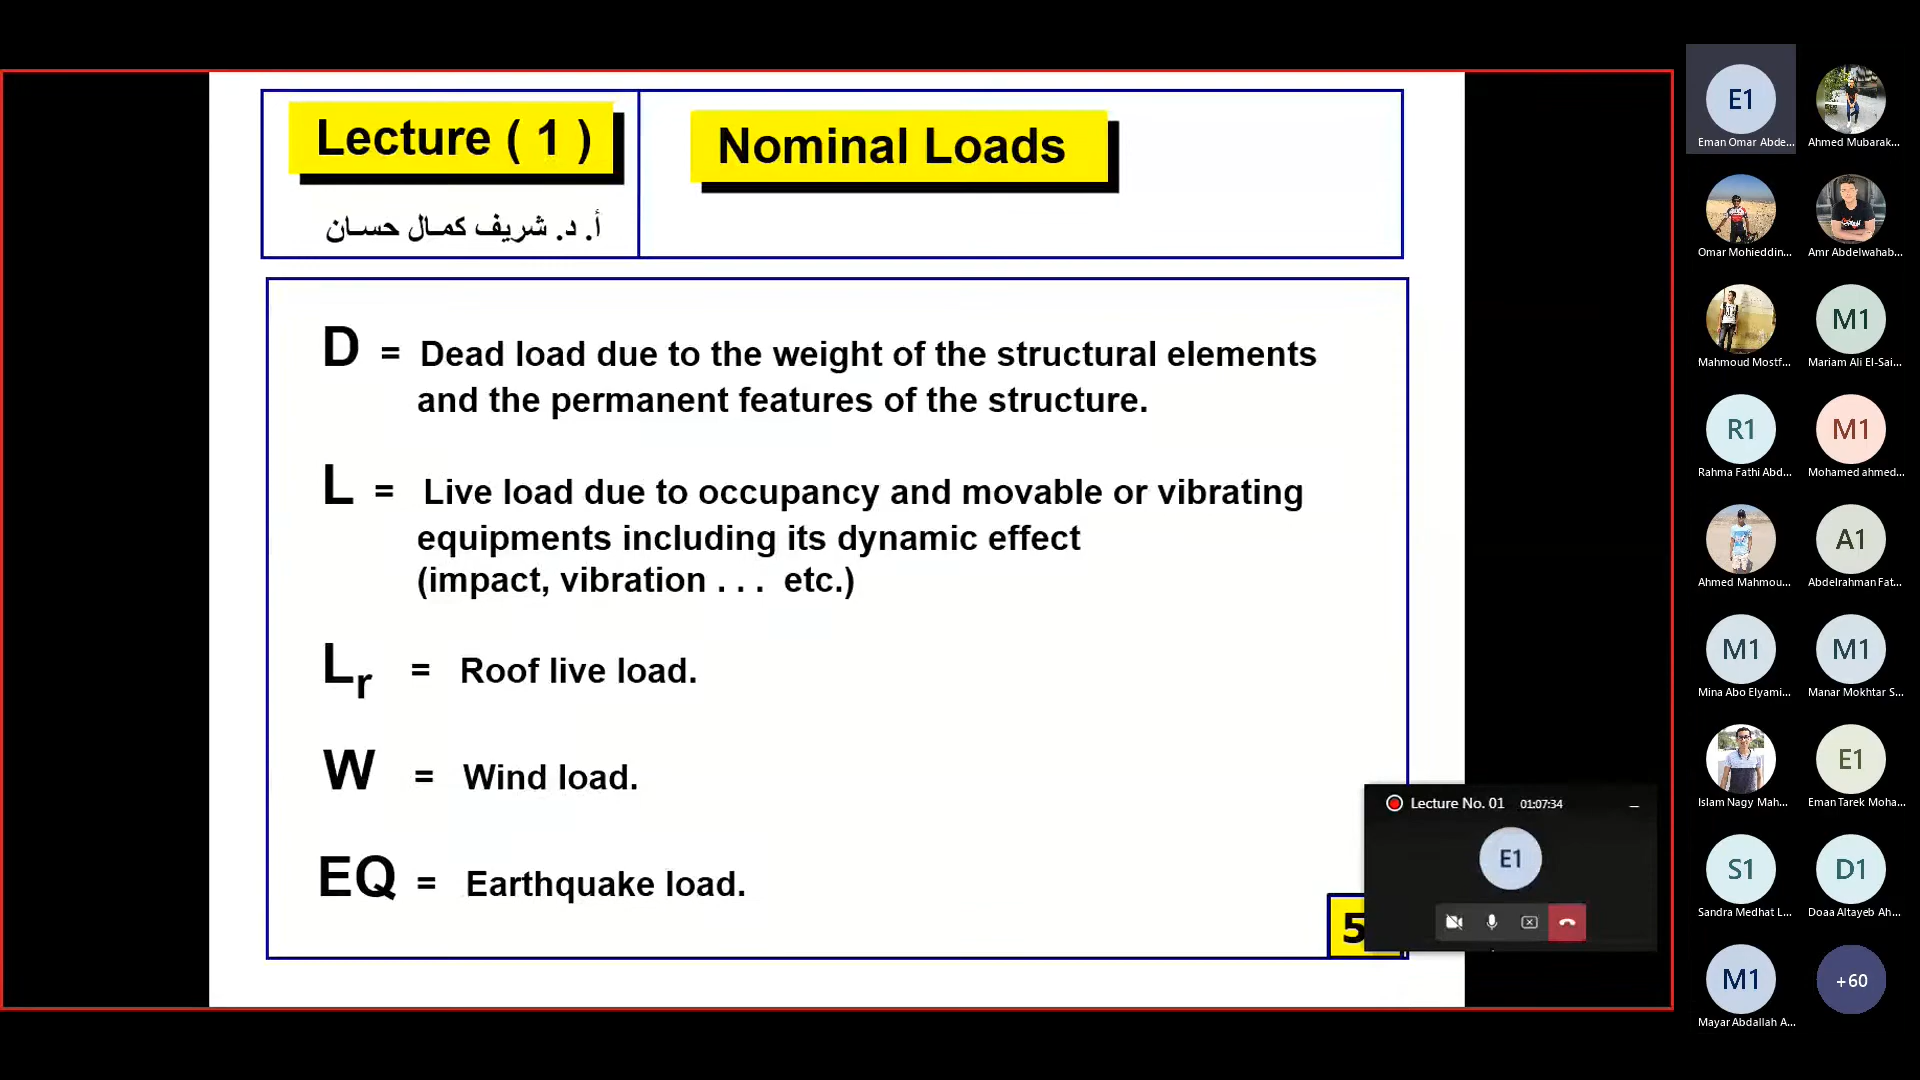 Lecture ( 1 )
أ. د. شريف كمال حسان
Nominal Loads
D = Dead load due to the weight of the structural elements
and the permanent features of the structure.
L = Live load due to occupancy and movable or vibrating
equipments including its dynamic effect
(impact, vibration . . . etc.)
Lr = Roof live load.
W = Wind load.
EQ = Earthquake load.
Lecture No. 01 01:07:34
E1
E1
Eman Omar Abde...
Ahmed Mubarak...
Omar Mohieddin...
Amr Abdelwahab...
M1
Mahmoud Mostf...
Mariam Ali El-Sai...
R1
M1
Rahma Fathi Abd...
Mohamed ahmed...
A1
Ahmed Mahmou...
Abdelrahman Fat...
M1
M1
Mina Abo Elyami...
Manar Mokhtar S...
E1
Islam Nagy Mah...
Eman Tarek Moha...
S1
D1
Sandra Medhat L...
Doaa Altayeb Ah...
M1
+60
Mayar Abdallah A...